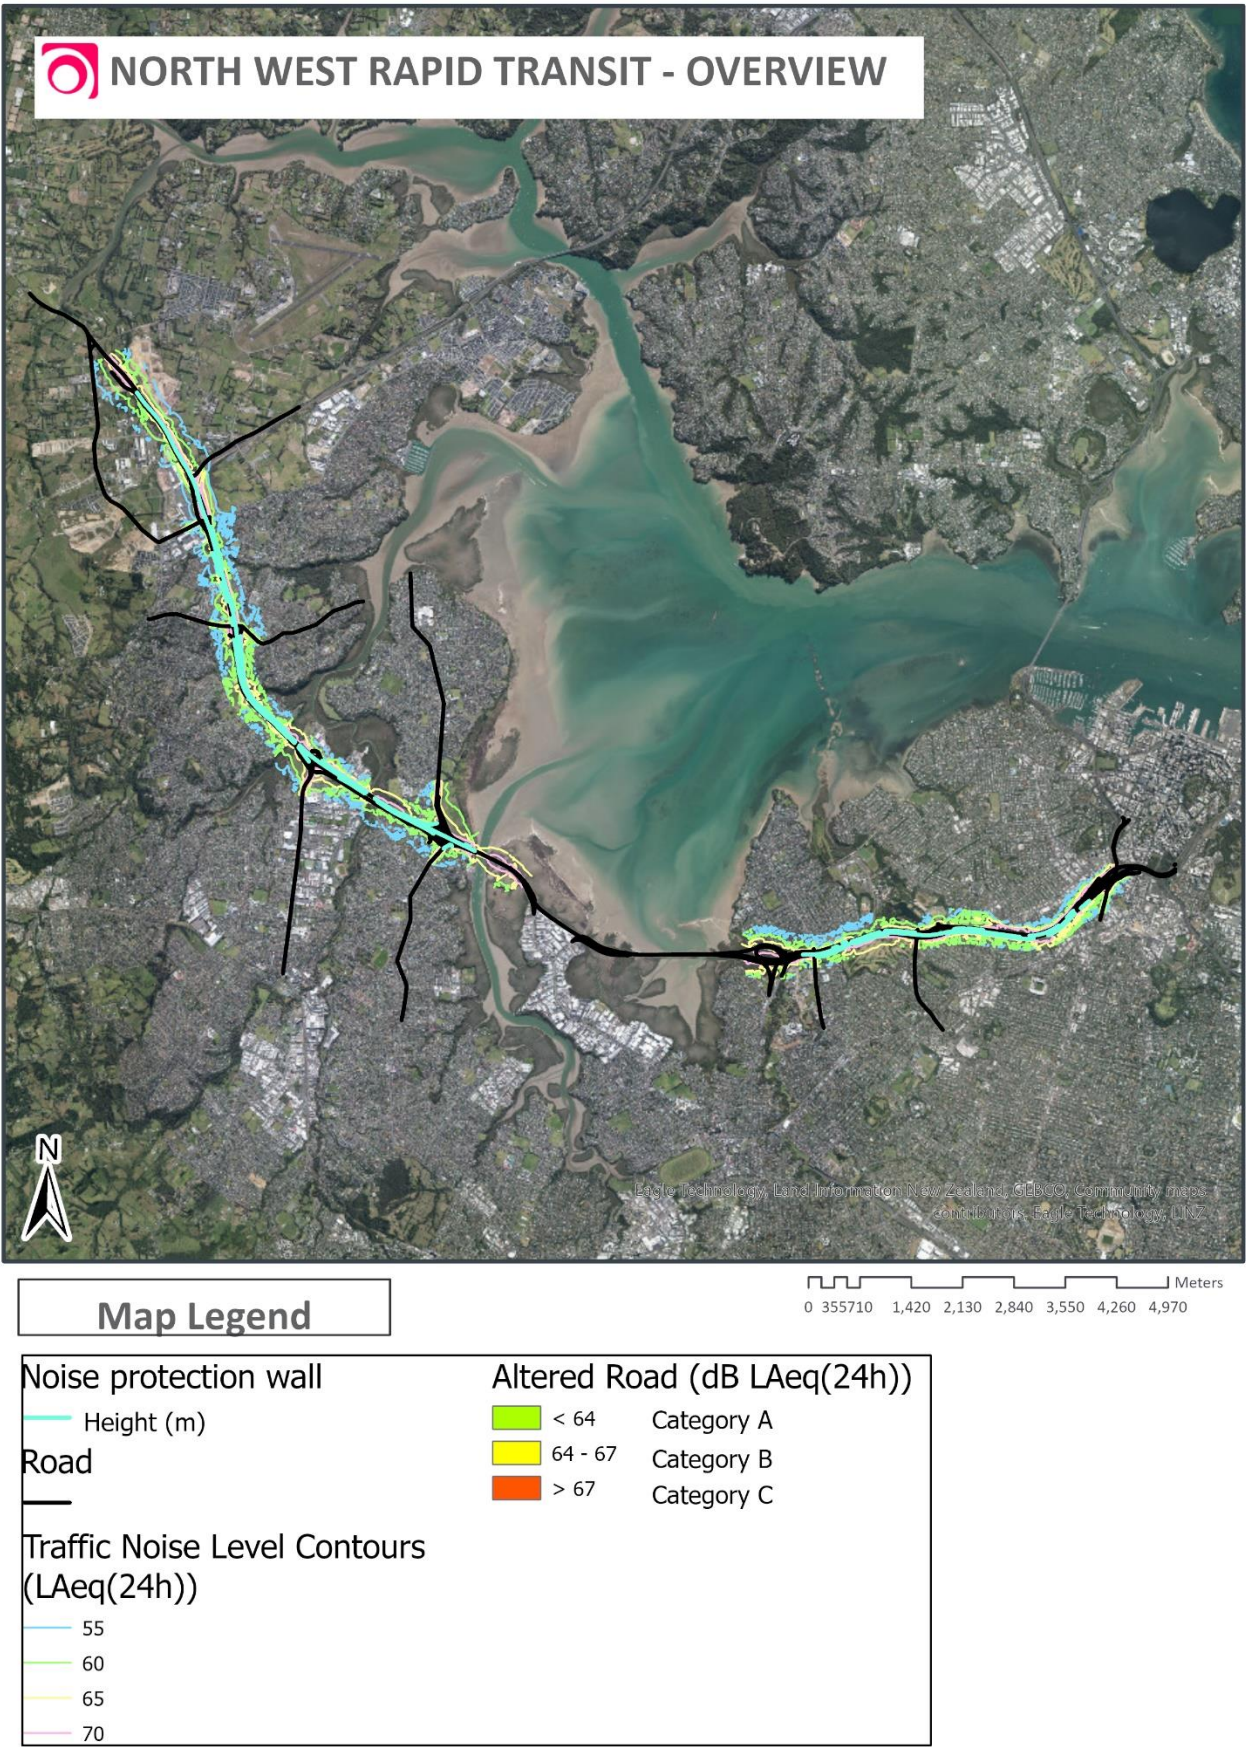 NORTH WEST RAPID TRANSIT - OVERVIEW
N
Eagle Technology, Land Information New Zealand, GEBCO, Community maps
contributors, Eagle Technology, LINZ
Meters
0 355710 1,420 2,130 2,840 3,550 4,260 4,970
Map Legend
Noise protection wall
Height (m)
Road
Traffic Noise Level Contours
(LAeq(24h))
55
60
65
70
Altered Road (dB LAeq(24h))
< 64 Category A
64 - 67 Category B
> 67 Category C